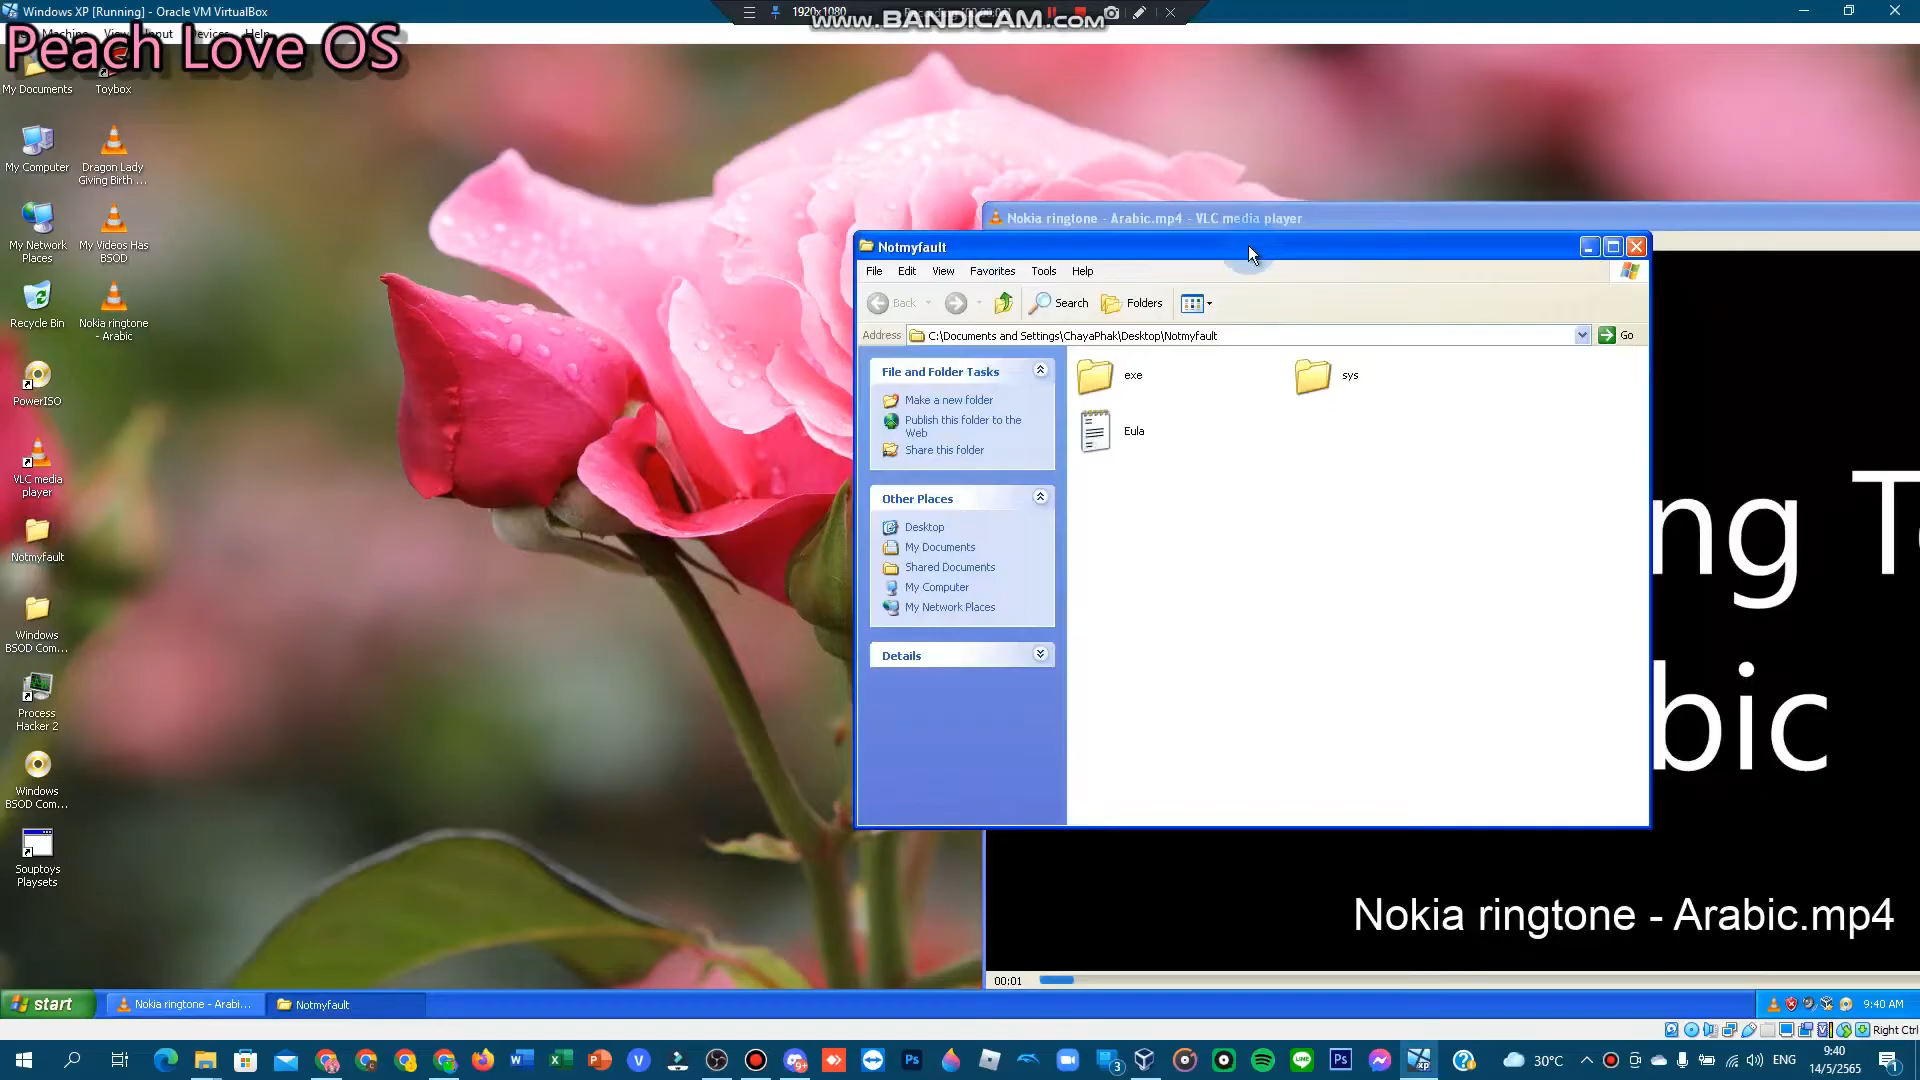 Windows XP [Running] - Oracle VM VirtualBox
1920x1080
www.BANDICAM.com
Machine View Input Devices Help
Peach Love OS
My Documents
Toybox
My Computer
Dragon Lady
Giving Birth ...
My Network
Places
My Videos Has
BSOD
Recycle Bin
Nokia ringtone
- Arabic
PowerISO
VLC media
player
Notmyfault
Windows
BSOD Com...
Process
Hacker 2
Windows
BSOD Com...
Souptoys
Playsets
Nokia ringtone - Arabic.mp4 - VLC media player
Notmyfault
File Edit View Favorites Tools Help
Back Search Folders
Address C:\Documents and Settings\ChayaPhak\Desktop\Notmyfault Go
File and Folder Tasks
Make a new folder
Publish this folder to the
Web
Share this folder
Other Places
Desktop
My Documents
Shared Documents
My Computer
My Network Places
Details
exe
sys
Eula
ng T
bic
Nokia ringtone - Arabic.mp4
00:01
start
Nokia ringtone - Arabi...
Notmyfault
9:40 AM
Right Ctrl
30°C
ENG
9:40
14/5/2565